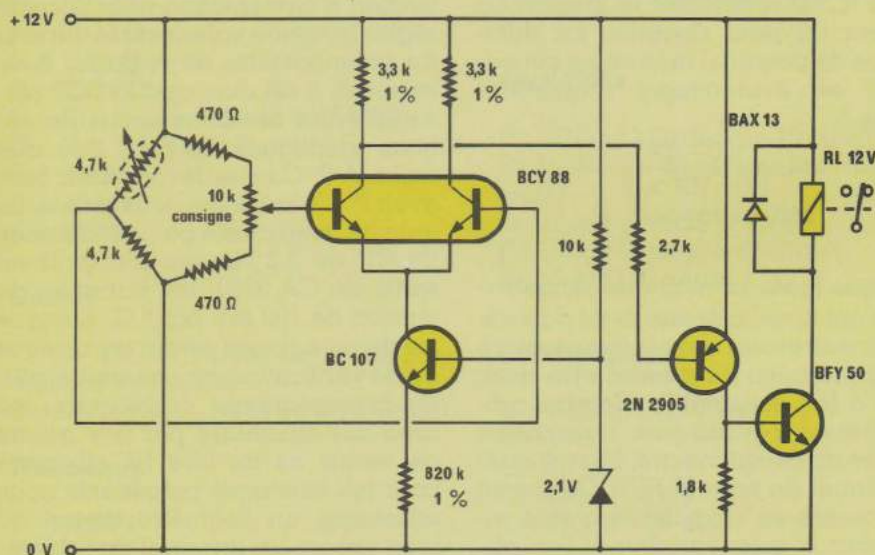 + 12 V
3,3 k
1 %
3,3 k
1 %
470 Ω
4,7 k
10 k
consigne
4,7 k
470 Ω
BCY 88
BAX 13
RL 12 V
10 k
2,7 k
BC 107
2N 2905
BFY 50
820 k
1 %
2,1 V
1,8 k
0 V